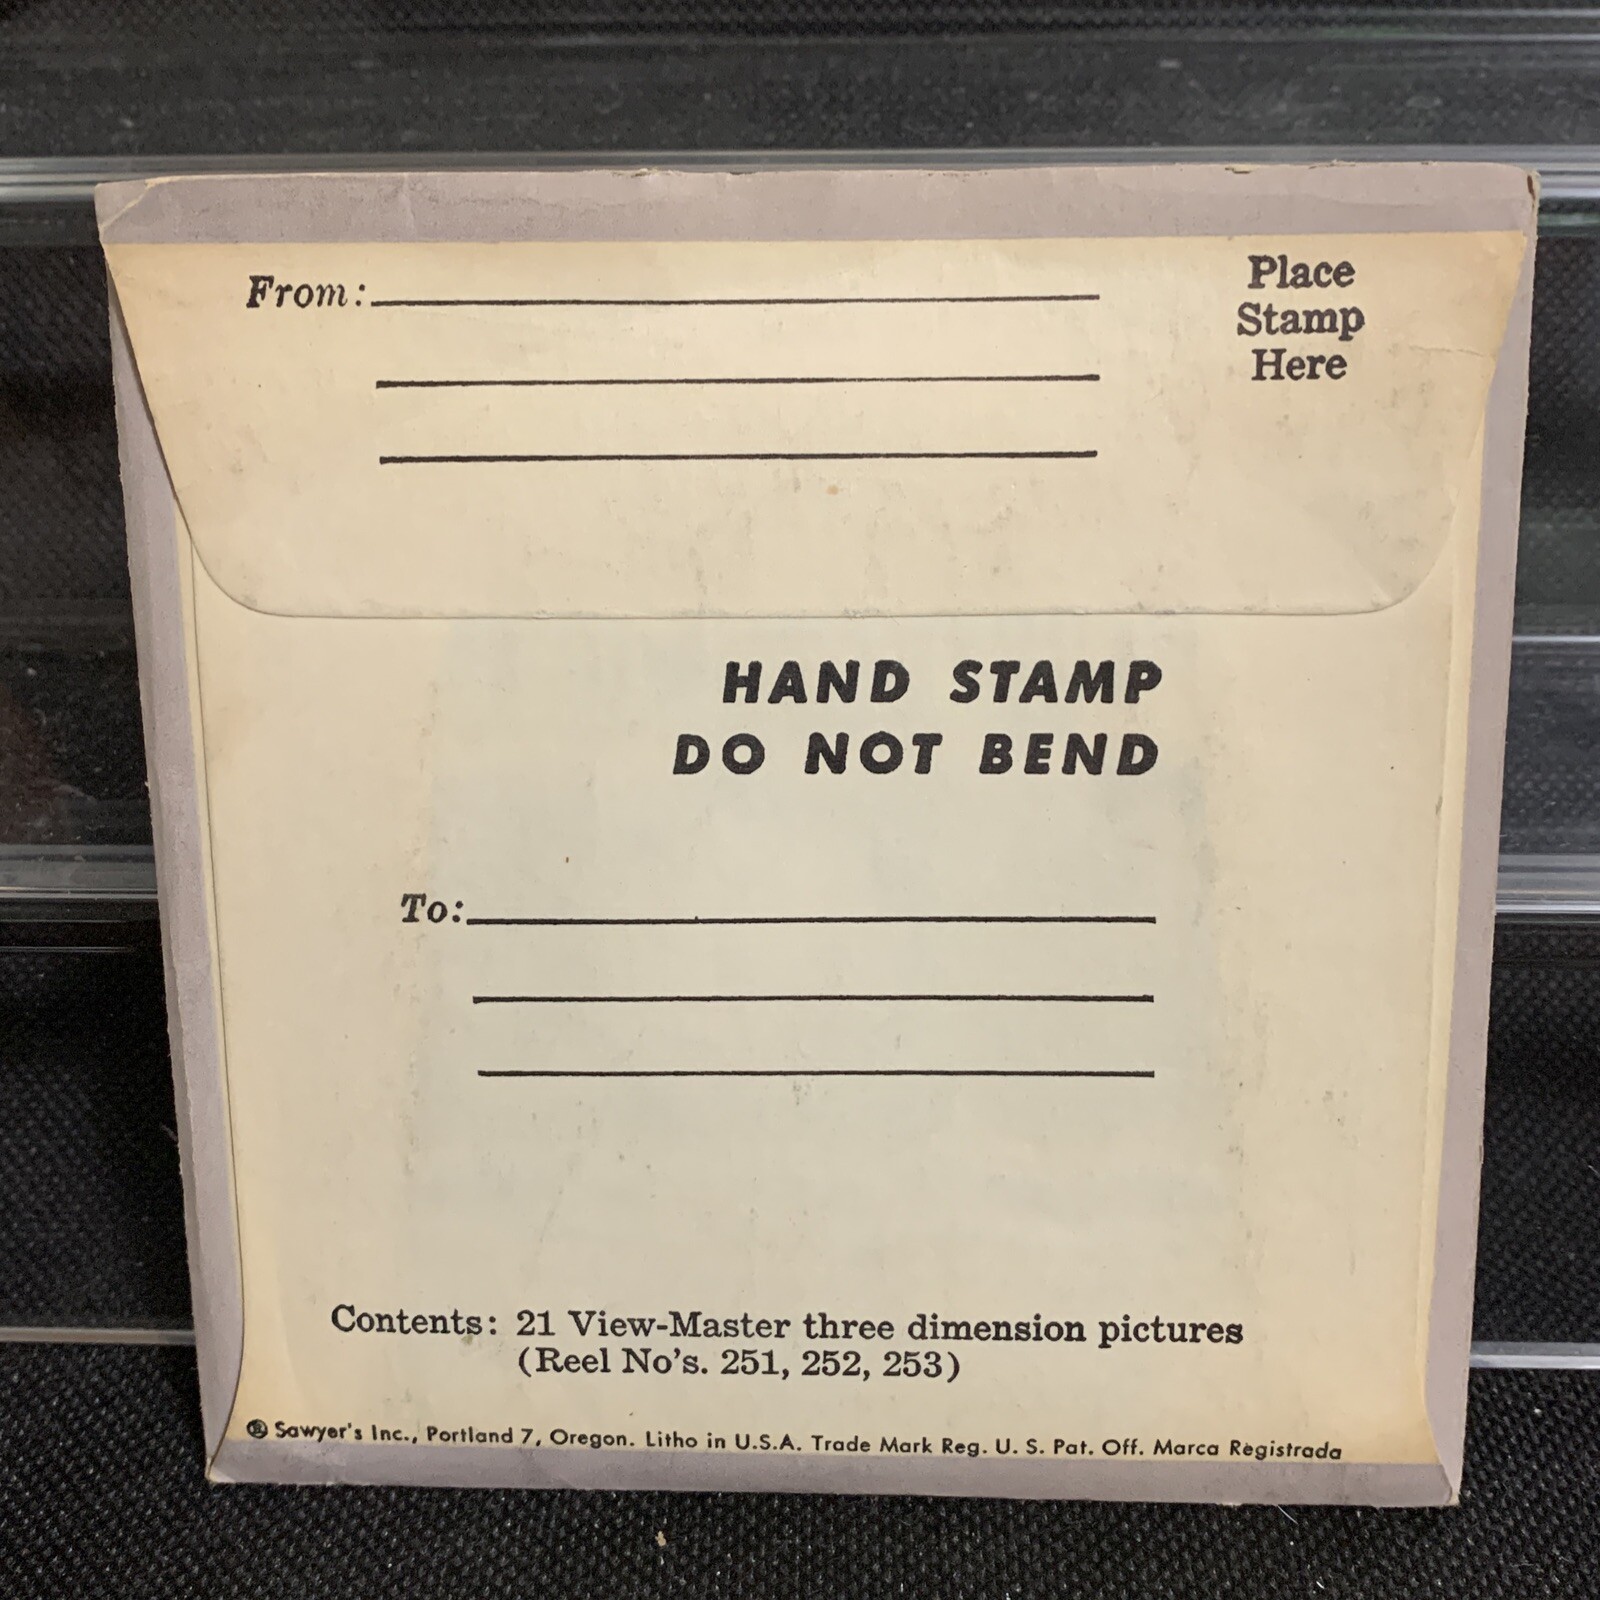 From:
Place
Stamp
Here
HAND STAMP
DO NOT BEND
To:
Contents: 21 View-Master three dimension pictures
(Reel No's. 251, 252, 253)
® Sawyer's Inc., Portland 7, Oregon. Litho in U.S.A. Trade Mark Reg. U. S. Pat. Off. Marca Registrada